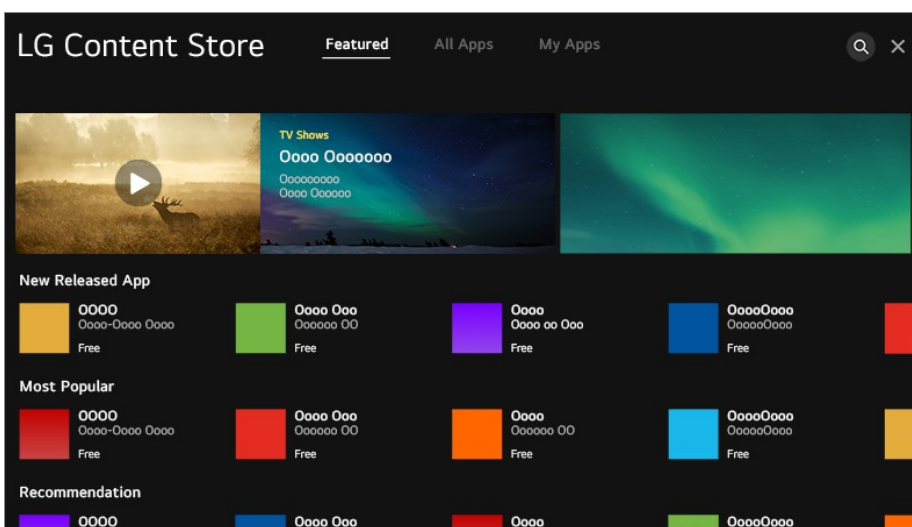 LG Content Store
Featured
All Apps
My Apps
TV Shows
Oooo Ooooooo
Ooooooooo
Oooo Oooooo
New Released App
OOOO
Oooo-Oooo Oooo
Free
Oooo Ooo
Oooooo OO
Free
Oooo
Oooo oo Ooo
Free
OoooOooo
OooooOooo
Free
Most Popular
OOOO
Oooo-Oooo Oooo
Free
Oooo Ooo
Oooooo OO
Free
Oooo
Oooooo OO
Free
OoooOooo
OooooOooo
Free
Recommendation
OOOO
Oooo Ooo
Oooo
OoooOooo